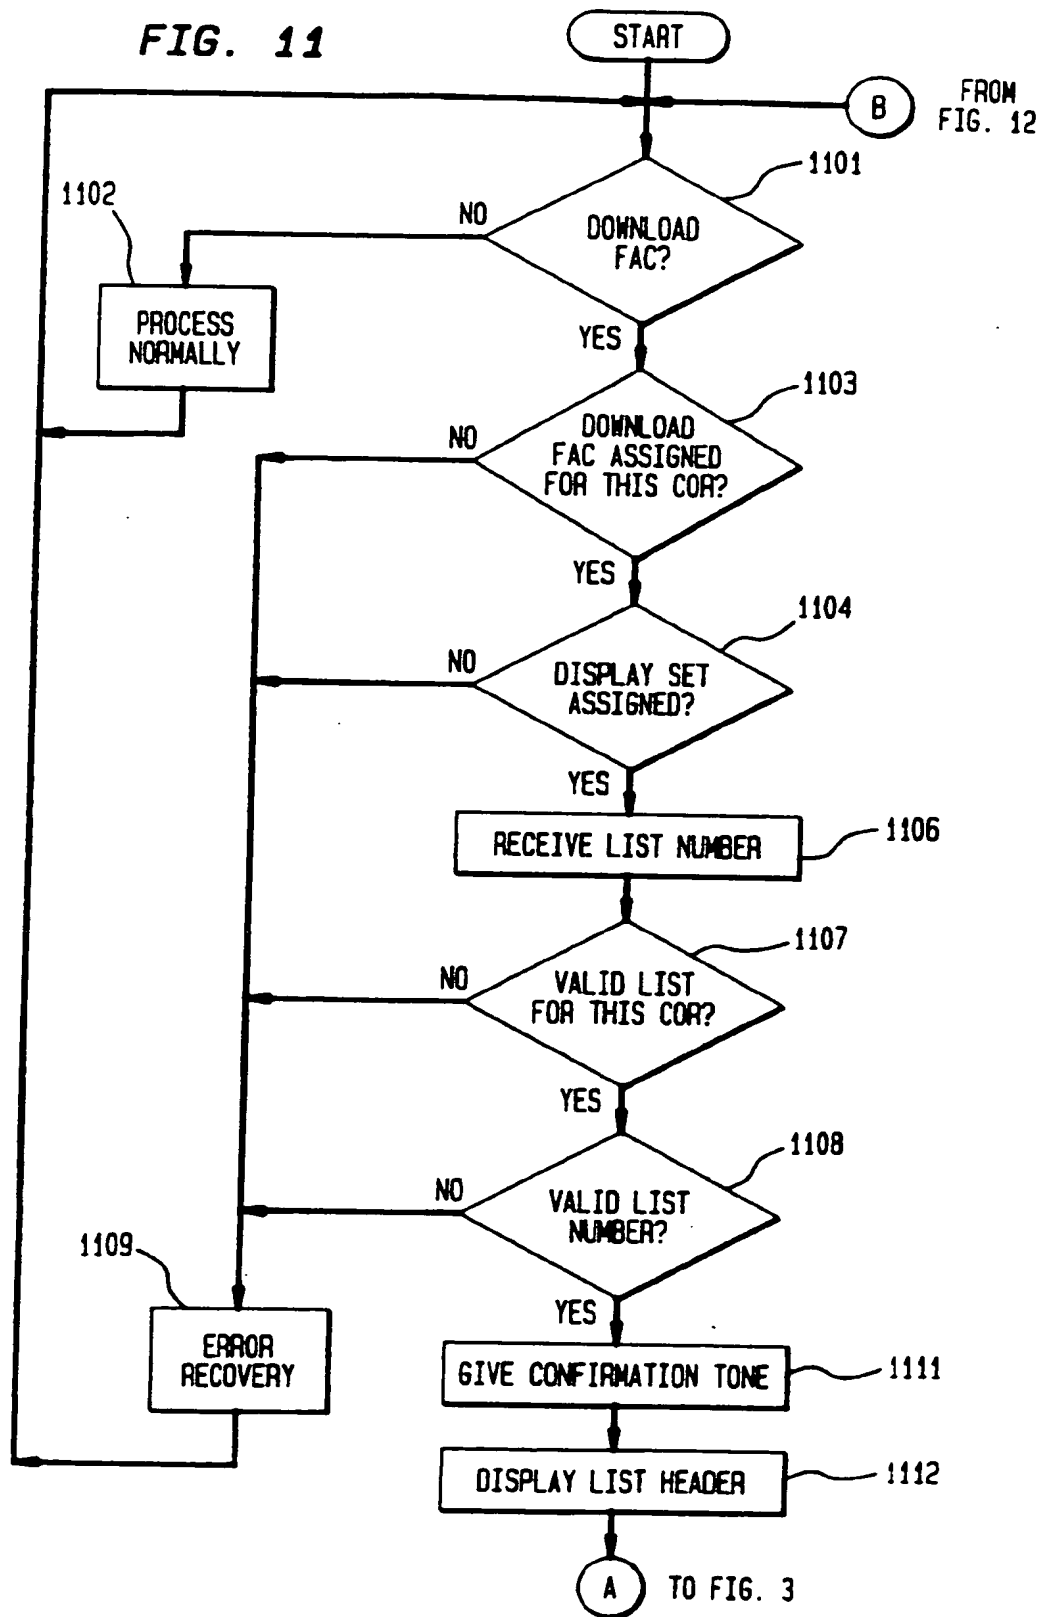 FIG. 11
START
B
FROM
FIG. 12
1101
1102
NO
DOWNLOAD
FAC?
PROCESS
NORMALLY
YES
1103
NO
DOWNLOAD
FAC ASSIGNED
FOR THIS COR?
YES
1104
NO
DISPLAY SET
ASSIGNED?
YES
RECEIVE LIST NUMBER
1106
1107
NO
VALID LIST
FOR THIS COR?
YES
1108
NO
VALID LIST
NUMBER?
1109
YES
ERROR
RECOVERY
GIVE CONFIRMATION TONE
1111
DISPLAY LIST HEADER
1112
A
TO FIG. 3